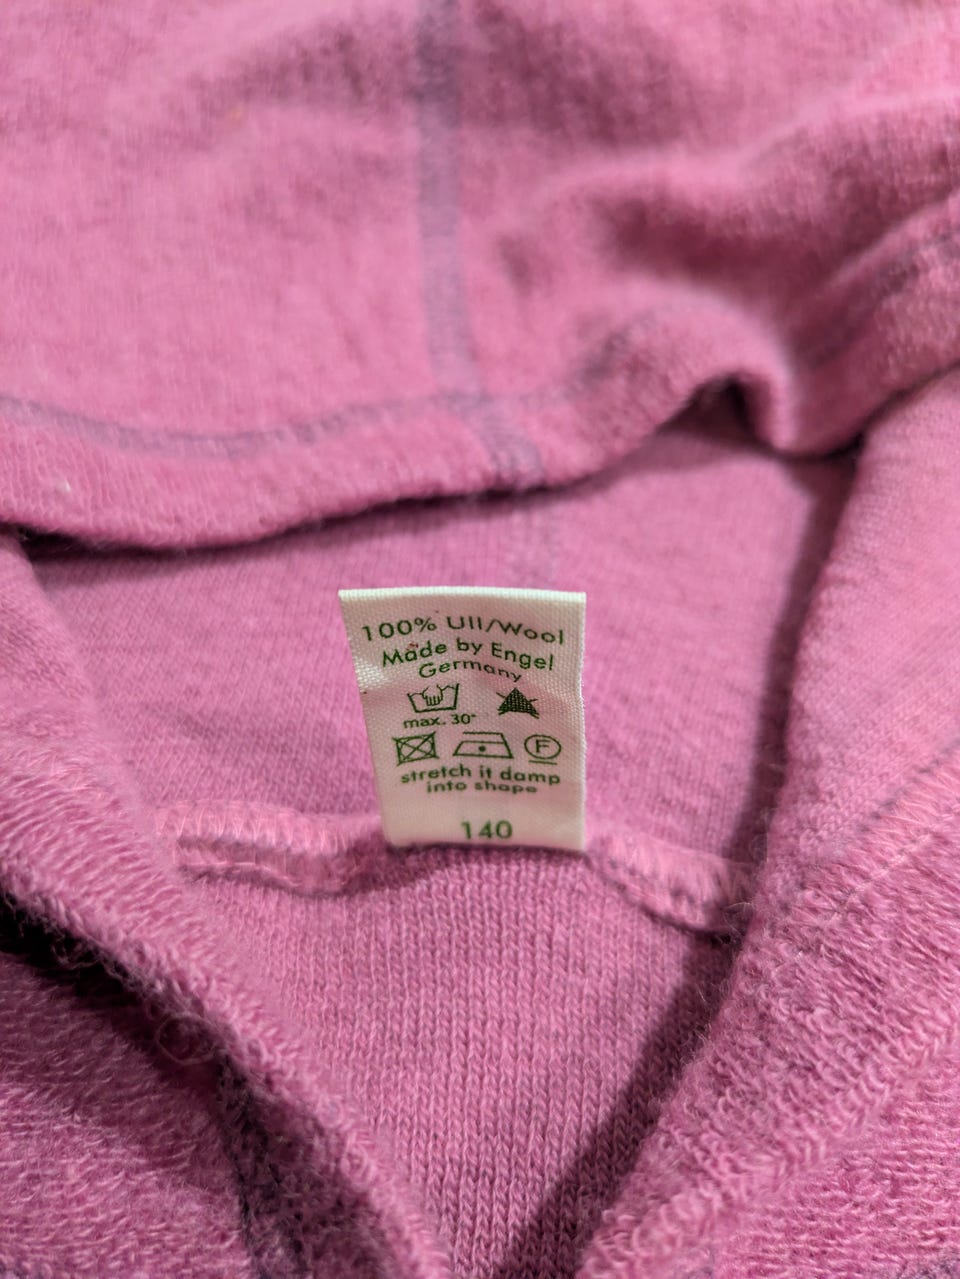 100% Ull/Wool
Made by Engel
Germany
max. 30°
F
stretch it damp
into shape
140